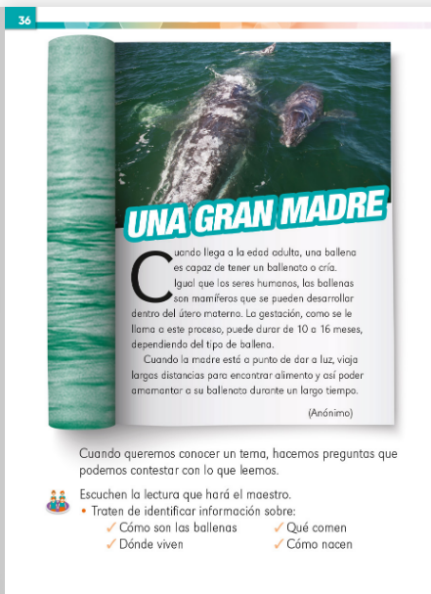 36
UNA GRAN MADRE
Cuando llega a la edad adulta, una ballena
es capaz de tener un ballenato o cría.
Igual que los seres humanos, las ballenas
son mamíferos que se pueden desarrollar
dentro del útero materno. La gestación, como se le
llama a este proceso, puede durar de 10 a 16 meses,
dependiendo del tipo de ballena.
Cuando la madre está a punto de dar a luz, viaja
largas distancias para encontrar alimento y así poder
amamantar a su ballenato durante un largo tiempo.
(Anónimo)
Cuando queremos conocer un tema, hacemos preguntas que
podemos contestar con lo que leemos.
Escuchen la lectura que hará el maestro.
• Traten de identificar información sobre:
✓ Cómo son las ballenas ✓ Qué comen
✓ Dónde viven ✓ Cómo nacen